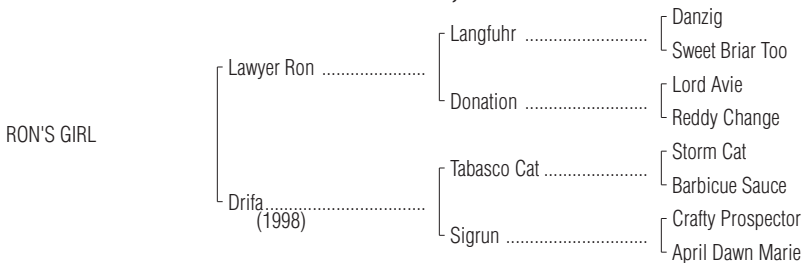 Danzig
Langfuhr ..........................
Sweet Briar Too
Lawyer Ron ......................
Lord Avie
Donation ..........................
Reddy Change
RON'S GIRL
Storm Cat
Tabasco Cat ......................
Barbicue Sauce
Drifa..................................
(1998)
Crafty Prospector
Sigrun ..............................
April Dawn Marie